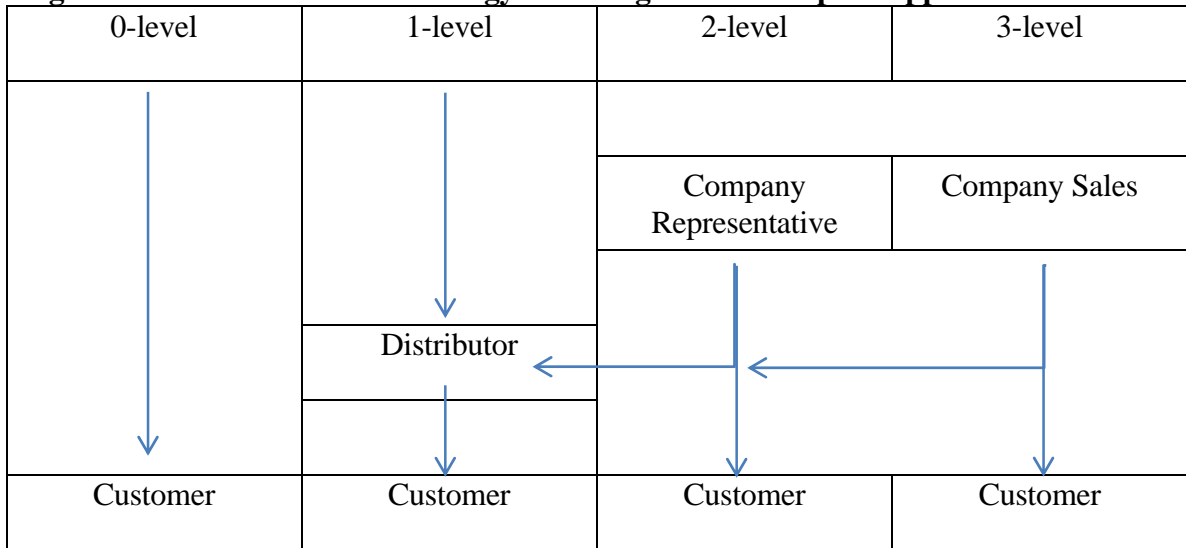 0-level 1-level 2-level 3-level
Company Representative
Company Sales
Distributor
Customer Customer Customer Customer